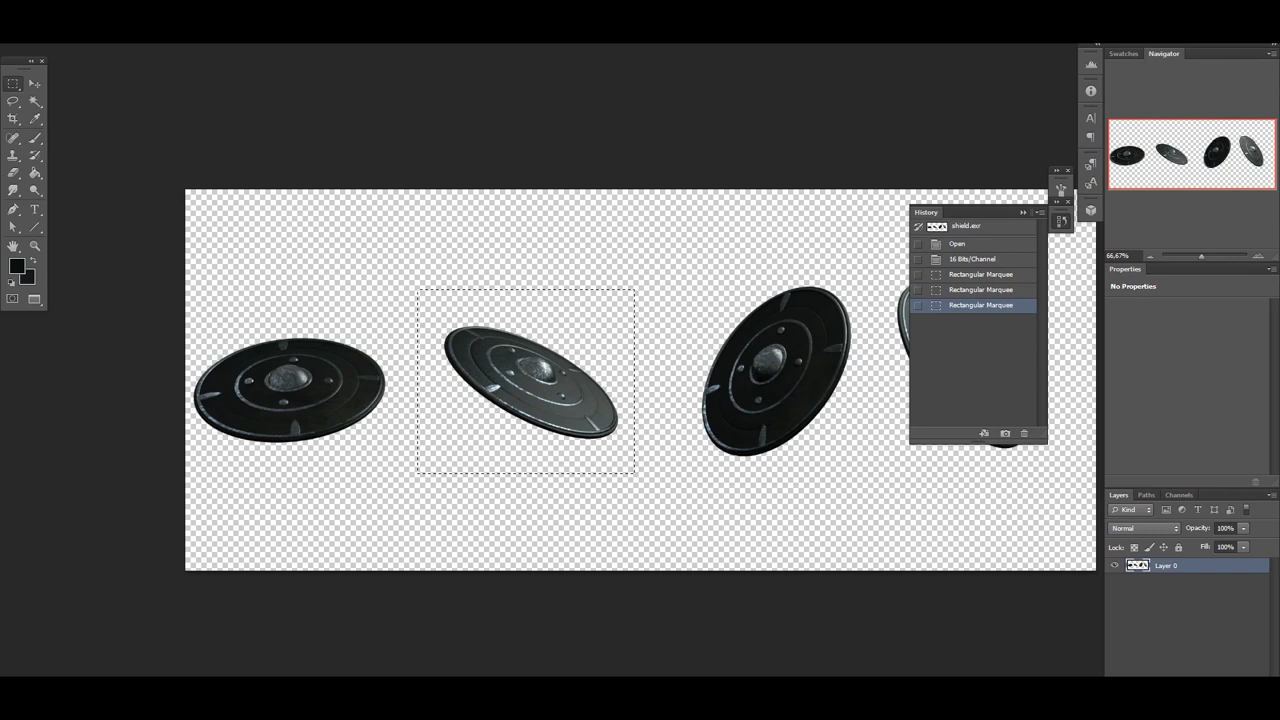 Swatches Navigator
66,67%
Properties
No Properties
History
shield.exr
Open
16 Bits/Channel
Rectangular Marquee
Rectangular Marquee
Rectangular Marquee
Layers Paths Channels
Kind
Normal Opacity: 100%
Lock: Fill: 100%
Layer 0